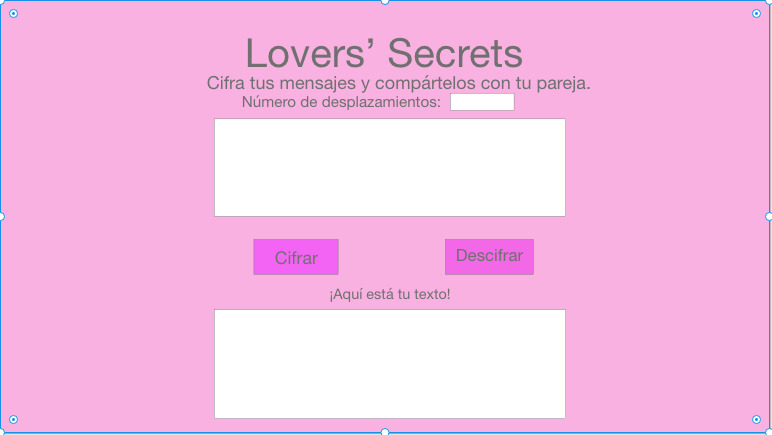 Lovers’ Secrets
Cifra tus mensajes y compártelos con tu pareja.
Número de desplazamientos:
Cifrar
Descifrar
¡Aquí está tu texto!